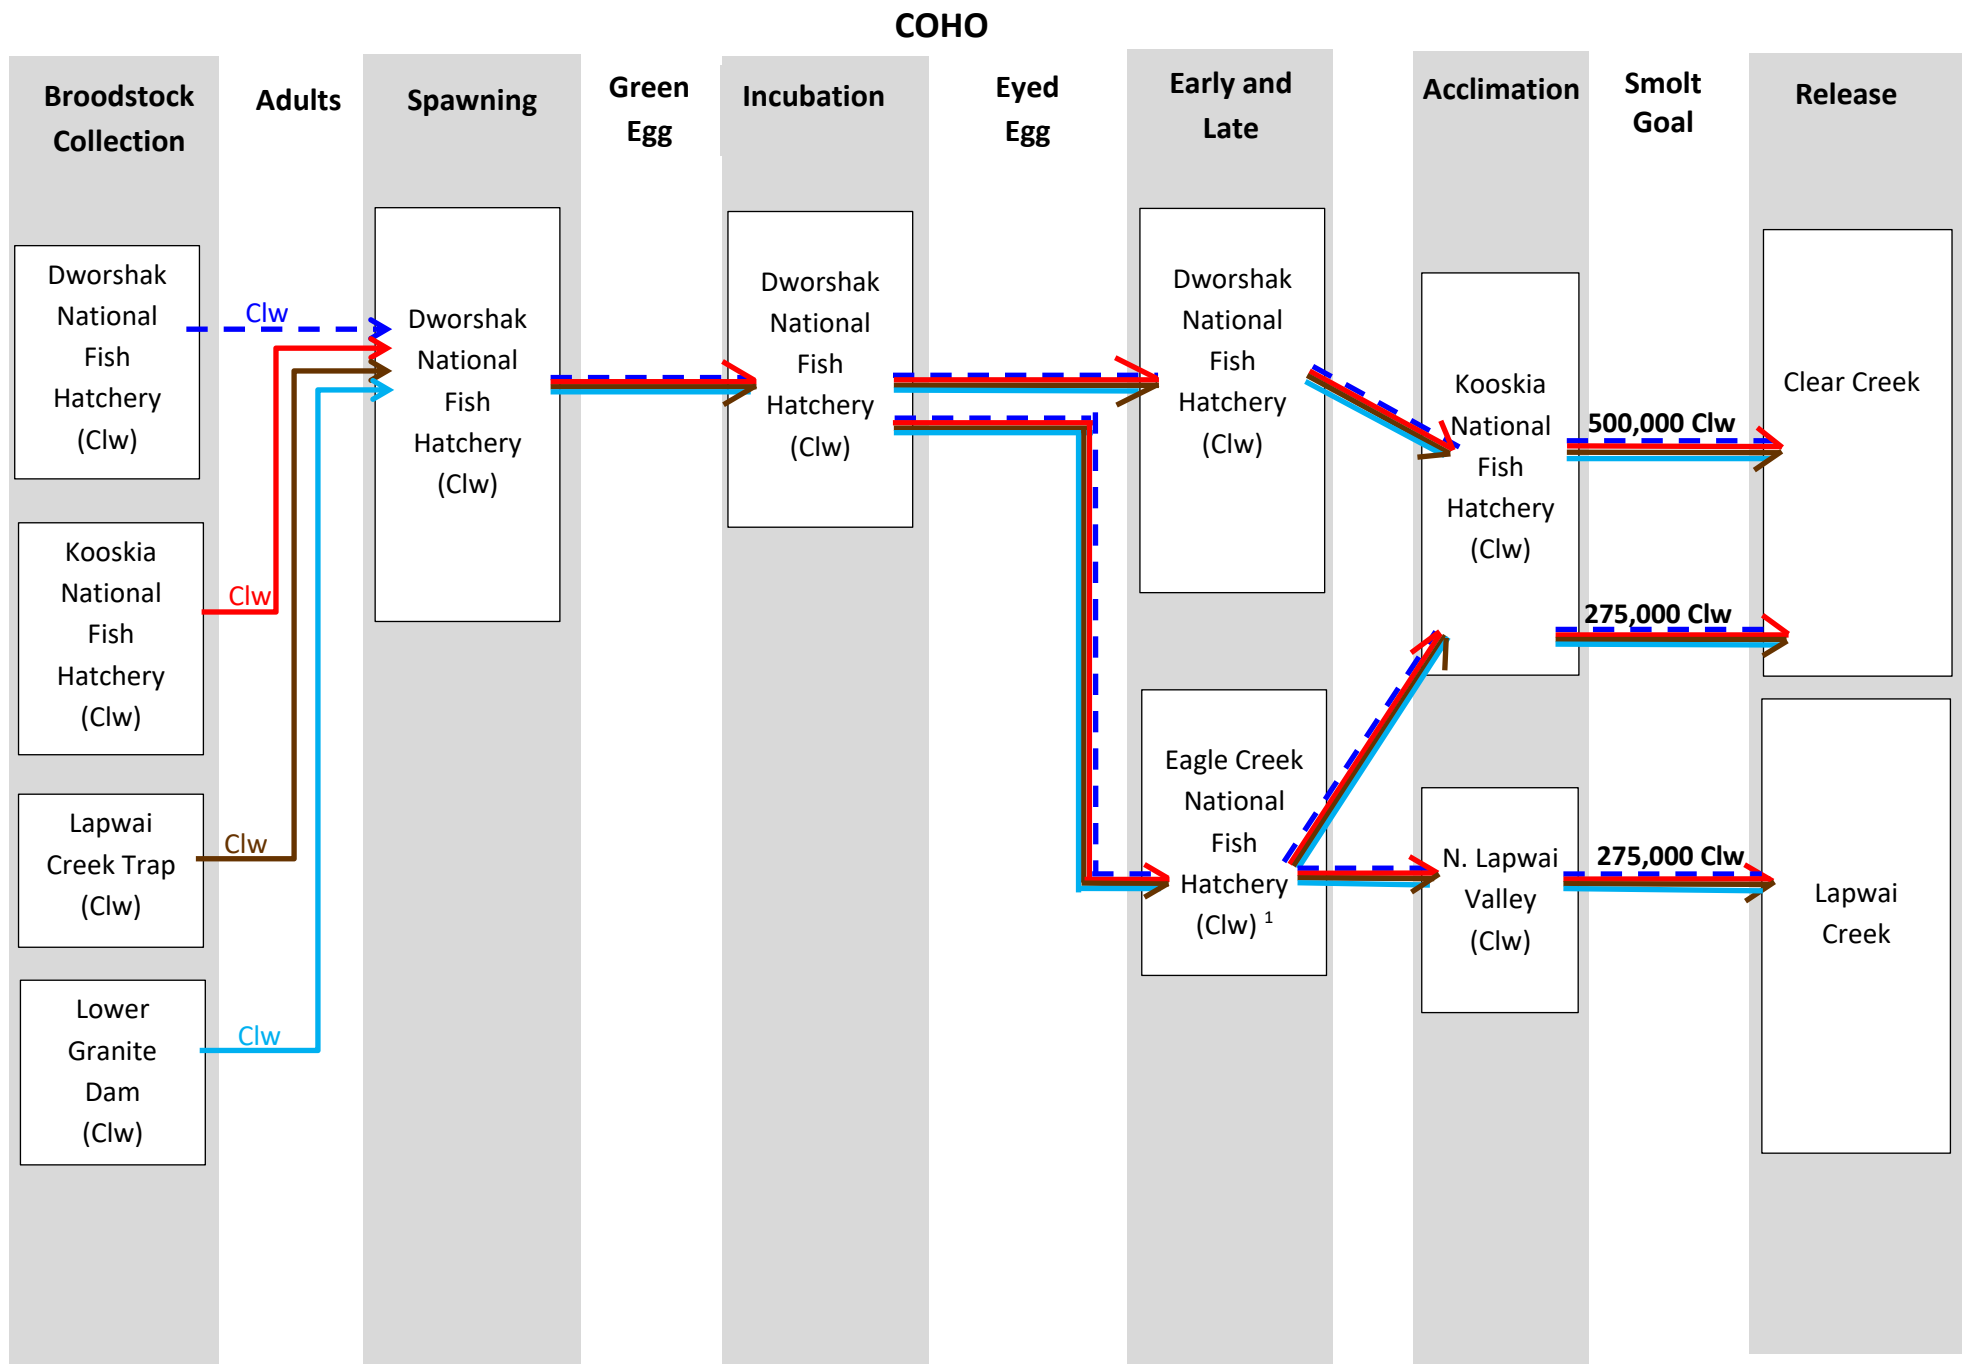 COHO
Broodstock
Collection
Adults
Spawning
Green
Egg
Incubation
Eyed
Egg
Early and
Late
Acclimation
Smolt
Goal
Release
Dworshak
National
Fish
Hatchery
(Clw)
Kooskia
National
Fish
Hatchery
(Clw)
Lapwai
Creek Trap
(Clw)
Lower
Granite
Dam
(Clw)
Clw
Clw
Clw
Clw
Dworshak
National
Fish
Hatchery
(Clw)
Dworshak
National
Fish
Hatchery
(Clw)
Dworshak
National
Fish
Hatchery
(Clw)
Eagle Creek
National
Fish
Hatchery
(Clw) 1
Kooskia
National
Fish
Hatchery
(Clw)
N. Lapwai
Valley
(Clw)
500,000 Clw
275,000 Clw
275,000 Clw
Clear Creek
Lapwai
Creek